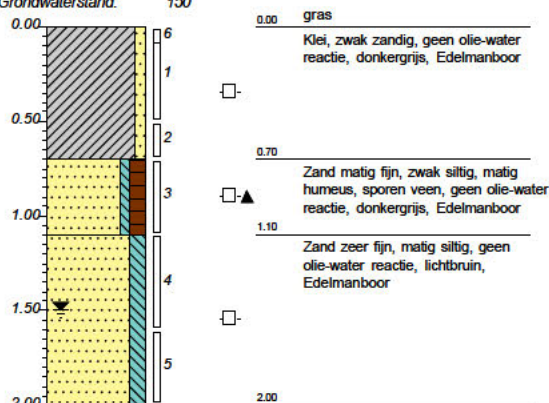 Grondwaterstand: 150
0.00
0.50
1.00
1.50
2.00
6
1
2
3
4
5
0.00 gras
Klei, zwak zandig, geen olie-water
reactie, donkergrijs, Edelmanboor
0.70
Zand matig fijn, zwak siltig, matig
humeus, sporen veen, geen olie-water
reactie, donkergrijs, Edelmanboor
1.10
Zand zeer fijn, matig siltig, geen
olie-water reactie, lichtbruin,
Edelmanboor
2.00